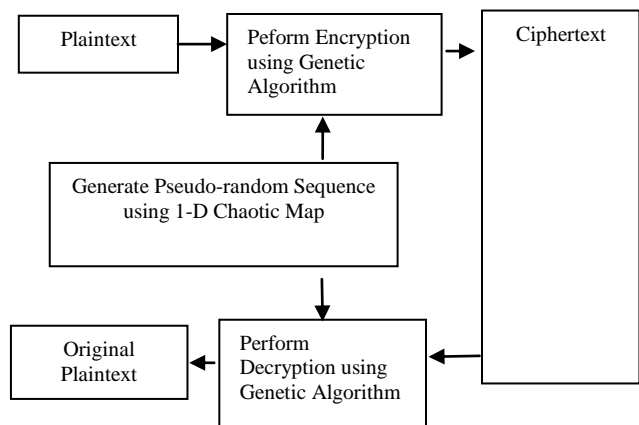 Plaintext
Peform Encryption
using Genetic
Algorithm
Ciphertext
Generate Pseudo-random Sequence
using 1-D Chaotic Map
Original
Plaintext
Perform
Decryption using
Genetic Algorithm